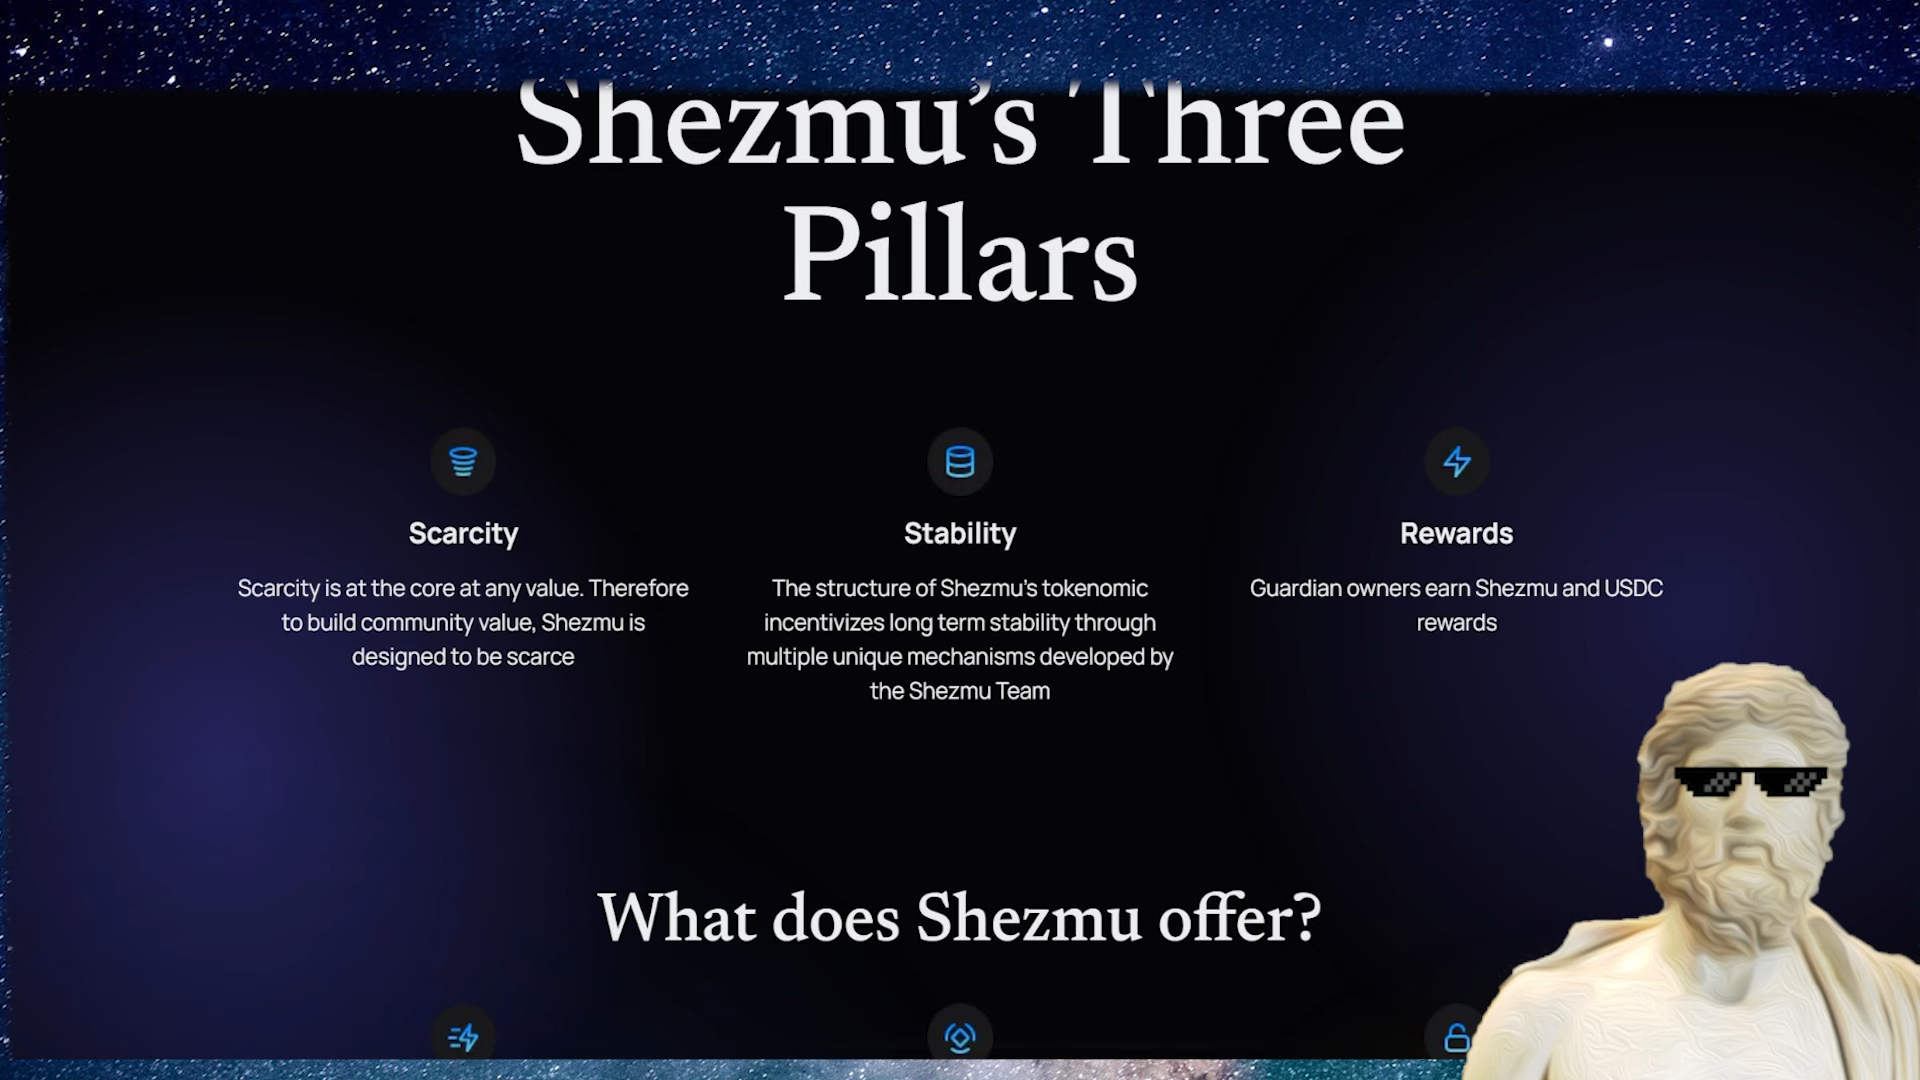 Shezmu's Three
Pillars
Scarcity
Scarcity is at the core at any value. Therefore
to build community value, Shezmu is
designed to be scarce
Stability
The structure of Shezmu's tokenomic
incentivizes long term stability through
multiple unique mechanisms developed by
the Shezmu Team
Rewards
Guardian owners earn Shezmu and USDC
rewards
What does Shezmu offer?